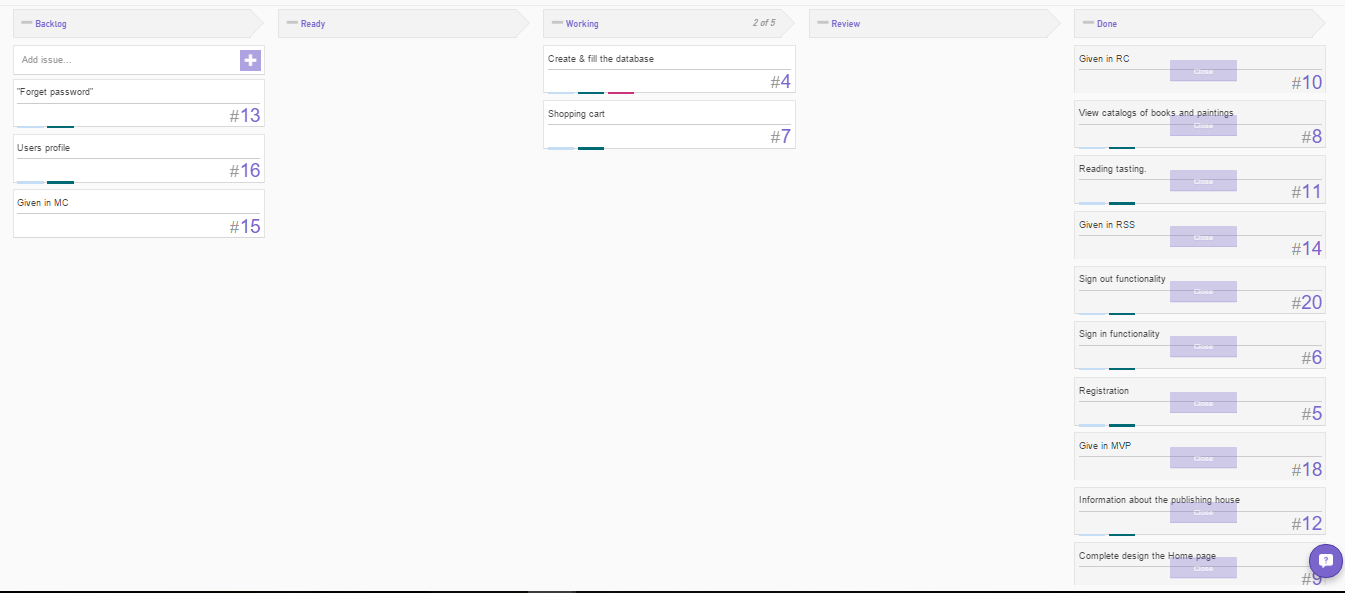 Backlog
Add issue...
"Forget password"
#13
Users profile
#16
Given in MC
#15
Ready
Working
2 of 5
Create & fill the database
#4
Shopping cart
#7
Review
Done
Given in RC
Close
#10
View catalogs of books and paintings
Close
#8
Reading tasting.
Close
#11
Given in RSS
Close
#14
Sign out functionality
Close
#20
Sign in functionality
Close
#6
Registration
Close
#5
Give in MVP
Close
#18
Information about the publishing house
Close
#12
Complete design the Home page
Close
#9